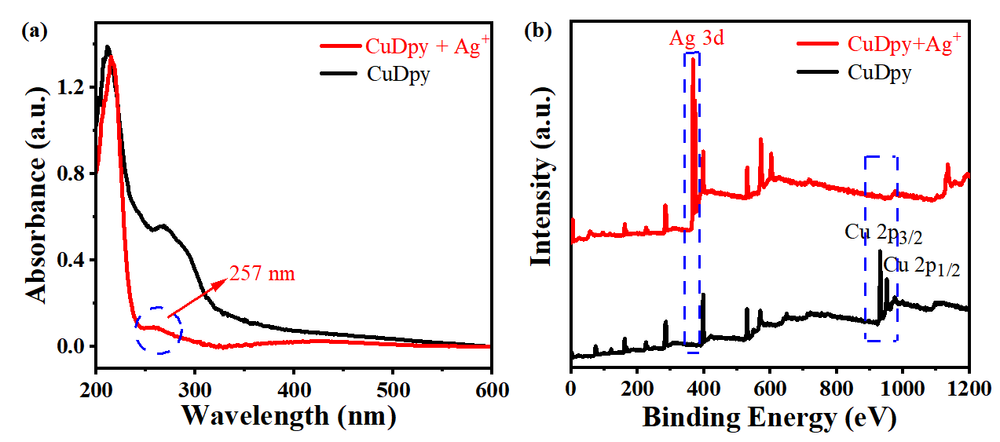 (a)
CuDpy + Ag⁺
CuDpy
1.2
0.8
0.4
0.0
257 nm
200 300 400 500 600
Wavelength (nm)
Absorbance (a.u.)
(b)
Ag 3d
CuDpy+Ag⁺
CuDpy
Cu 2p3/2
Cu 2p1/2
0 200 400 600 800 1000 1200
Binding Energy (eV)
Intensity (a.u.)